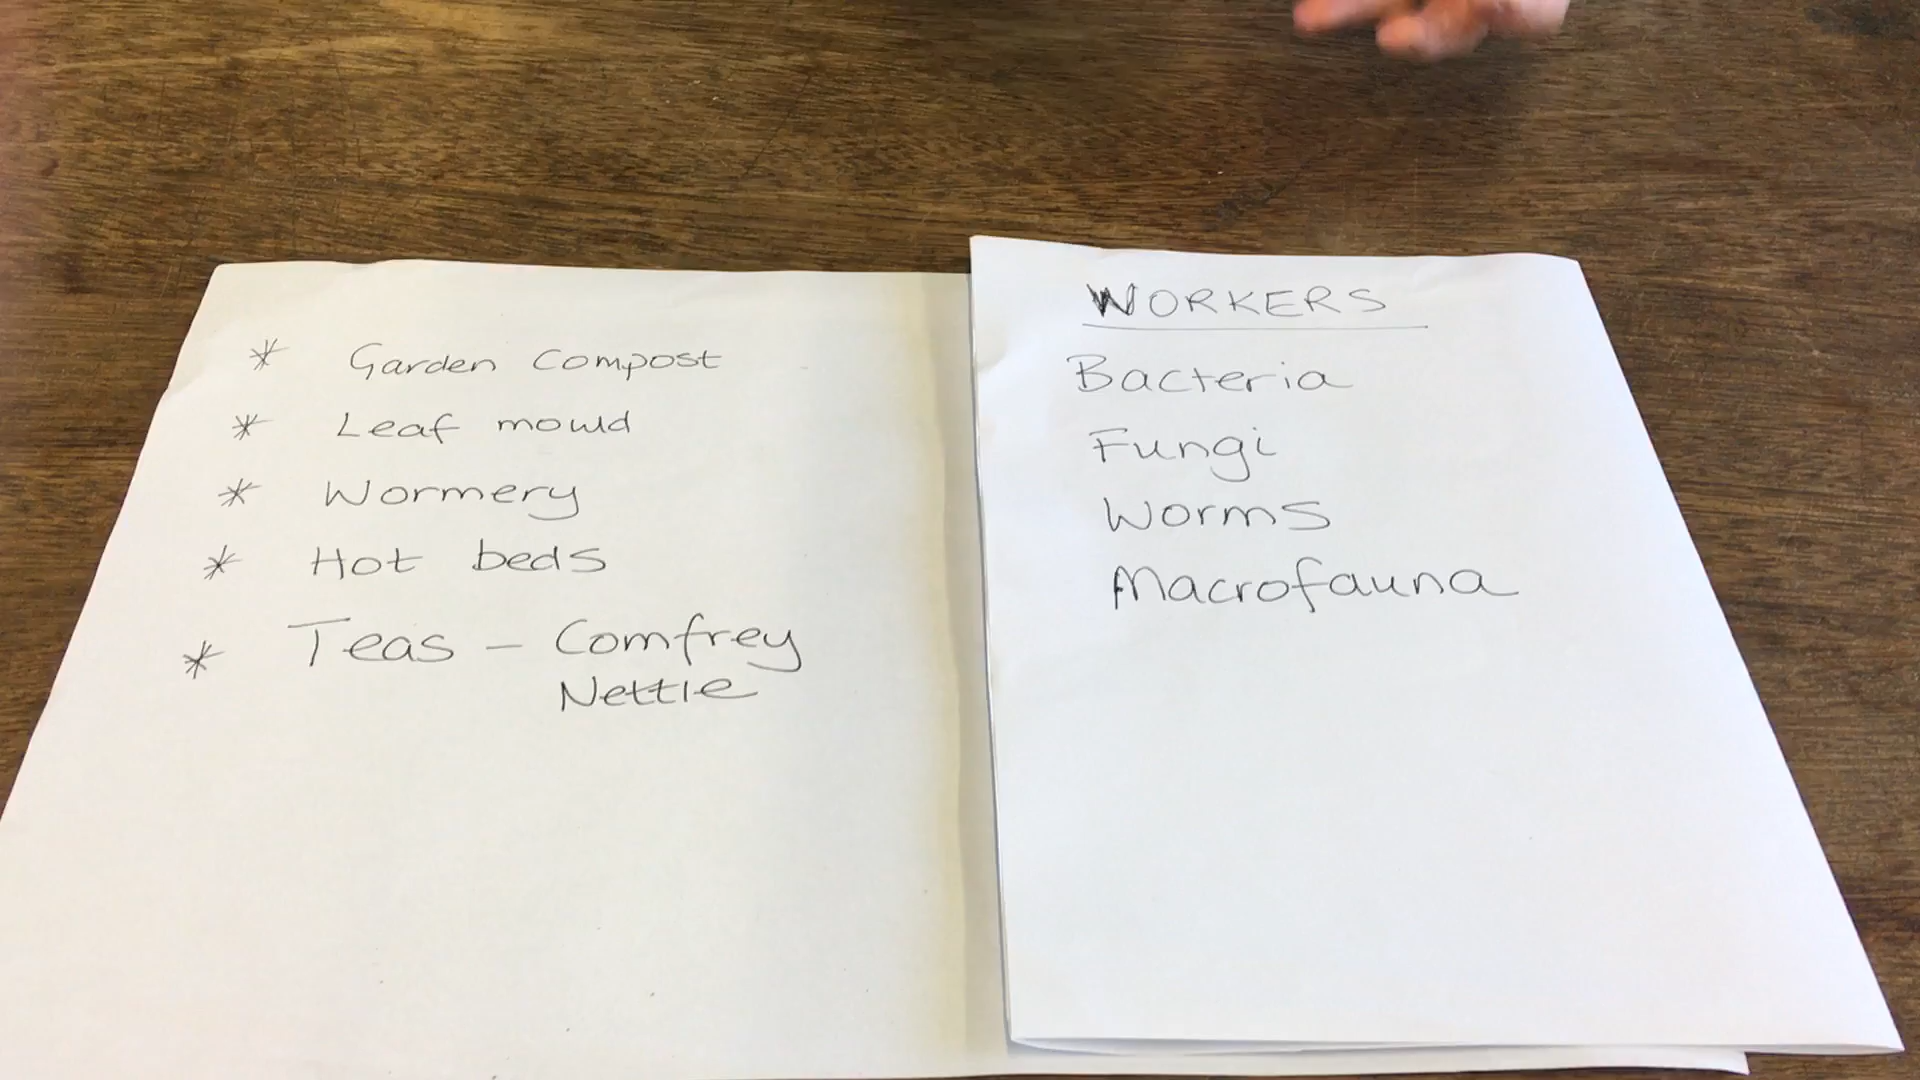 * Garden Compost
* Leaf mould
* Wormery
* Hot beds
* Teas - Comfrey
Nettle
WORKERS
Bacteria
Fungi
Worms
Macrofauna